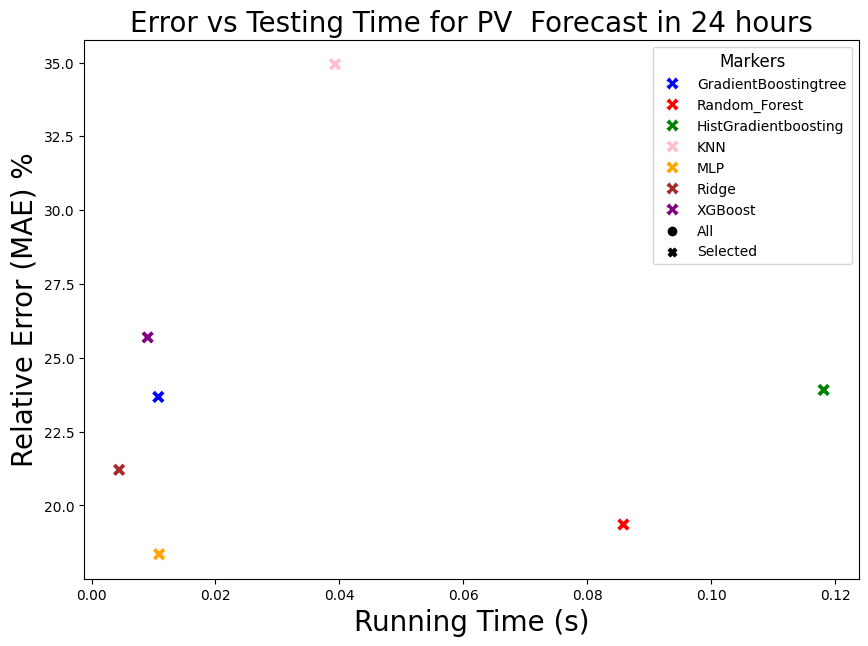 Error vs Testing Time for PV  Forecast in 24 hours
Relative Error (MAE) %
35.0
32.5
30.0
27.5
25.0
22.5
20.0
Markers
GradientBoostingtree
Random_Forest
HistGradientboosting
KNN
MLP
Ridge
XGBoost
All
Selected
0.00 0.02 0.04 0.06 0.08 0.10 0.12
Running Time (s)